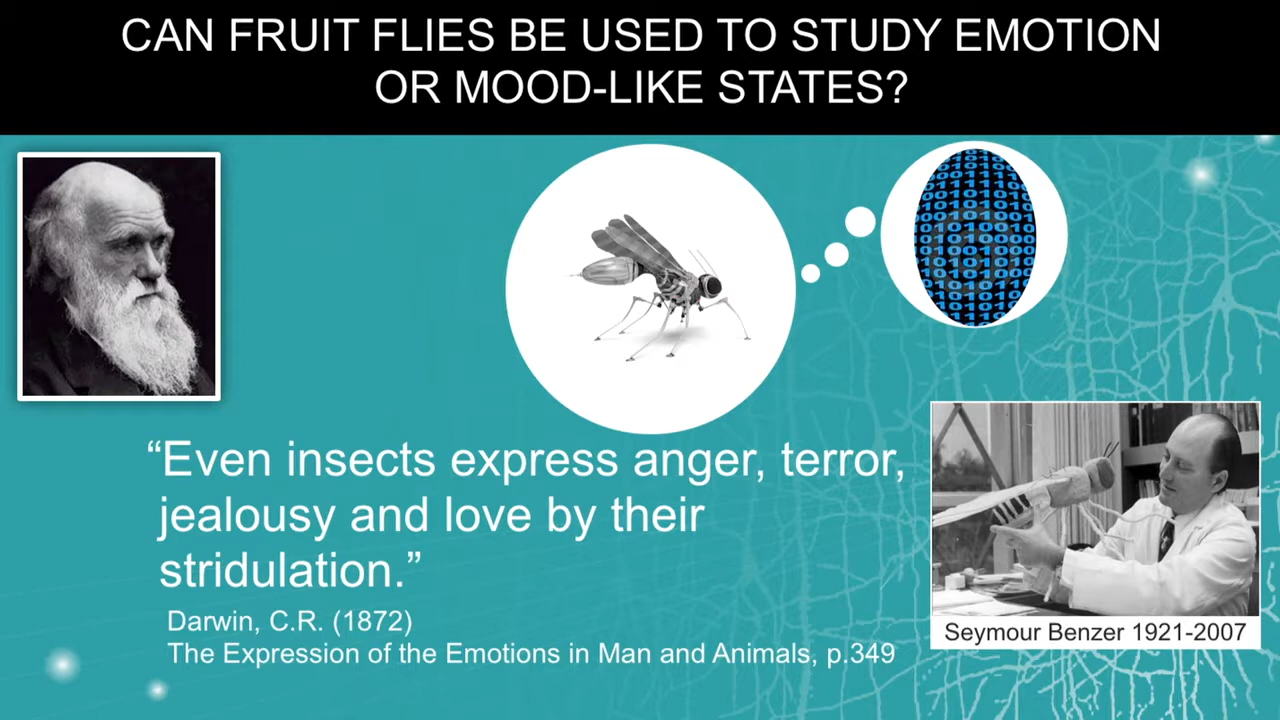 CAN FRUIT FLIES BE USED TO STUDY EMOTION
OR MOOD-LIKE STATES?
“Even insects express anger, terror,
jealousy and love by their
stridulation.”
Darwin, C.R. (1872)
The Expression of the Emotions in Man and Animals, p.349
Seymour Benzer 1921-2007